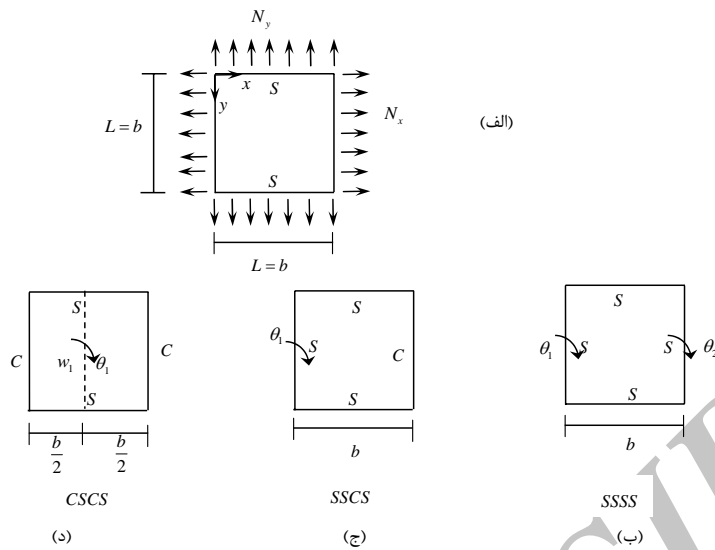 N_y
x
S
y
L = b
N_x
(الف)
S
L = b
S
C
w_1
θ_1
C
S
b/2
b/2
CSCS
(د)
S
θ_1
S
C
S
b
SSCS
(ج)
S
θ_1
S
S
θ_2
S
b
SSSS
(ب)